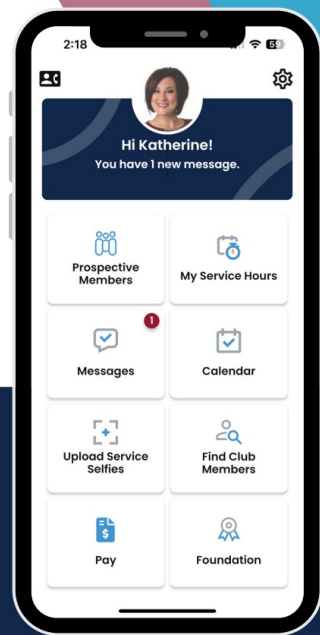 2:18
59
Hi Katherine!
You have 1 new message.
Prospective
Members
My Service Hours
1
Messages
Calendar
Upload Service
Selfies
Find Club
Members
Pay
Foundation